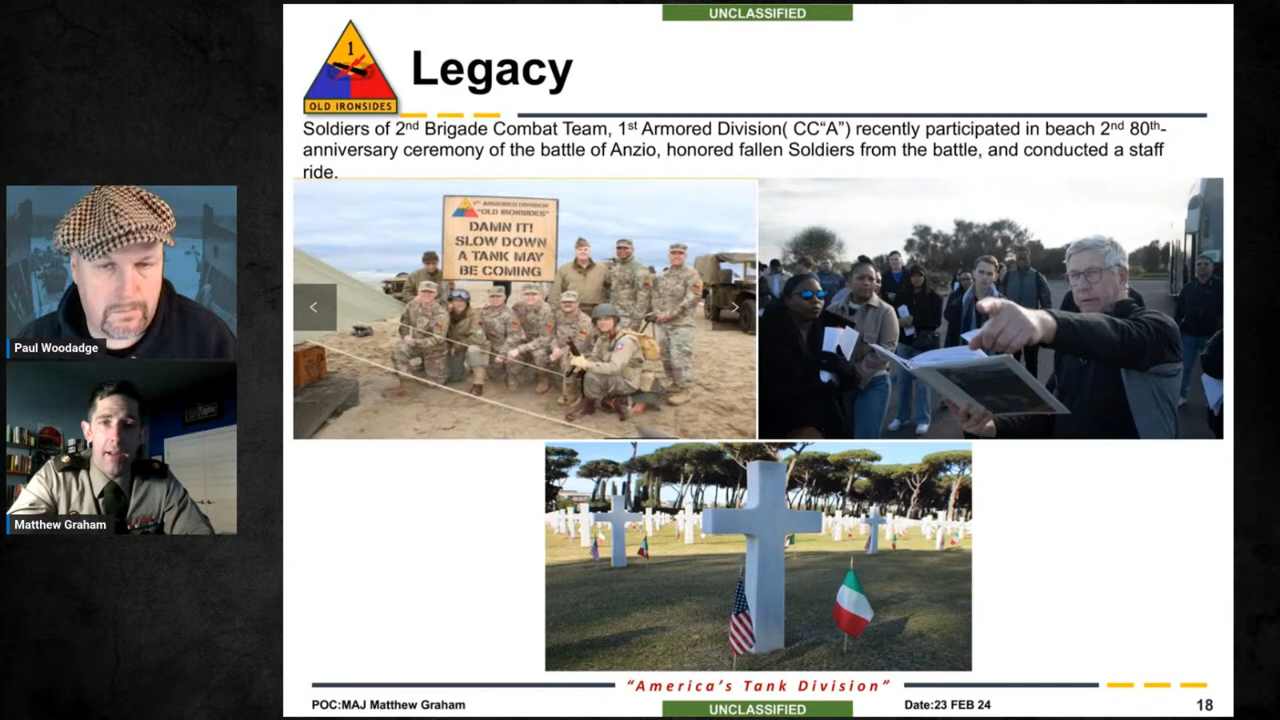 UNCLASSIFIED
1
OLD IRONSIDES
Legacy
Soldiers of 2nd Brigade Combat Team, 1st Armored Division( CC“A”) recently participated in beach 2nd 80th-
anniversary ceremony of the battle of Anzio, honored fallen Soldiers from the battle, and conducted a staff
ride.
1ST ARMORED DIVISION
"OLD IRONSIDES"
DAMN IT!
SLOW DOWN
A TANK MAY
BE COMING
Paul Woodadge
Matthew Graham
“America’s Tank Division”
POC:MAJ Matthew Graham
UNCLASSIFIED
Date:23 FEB 24
18